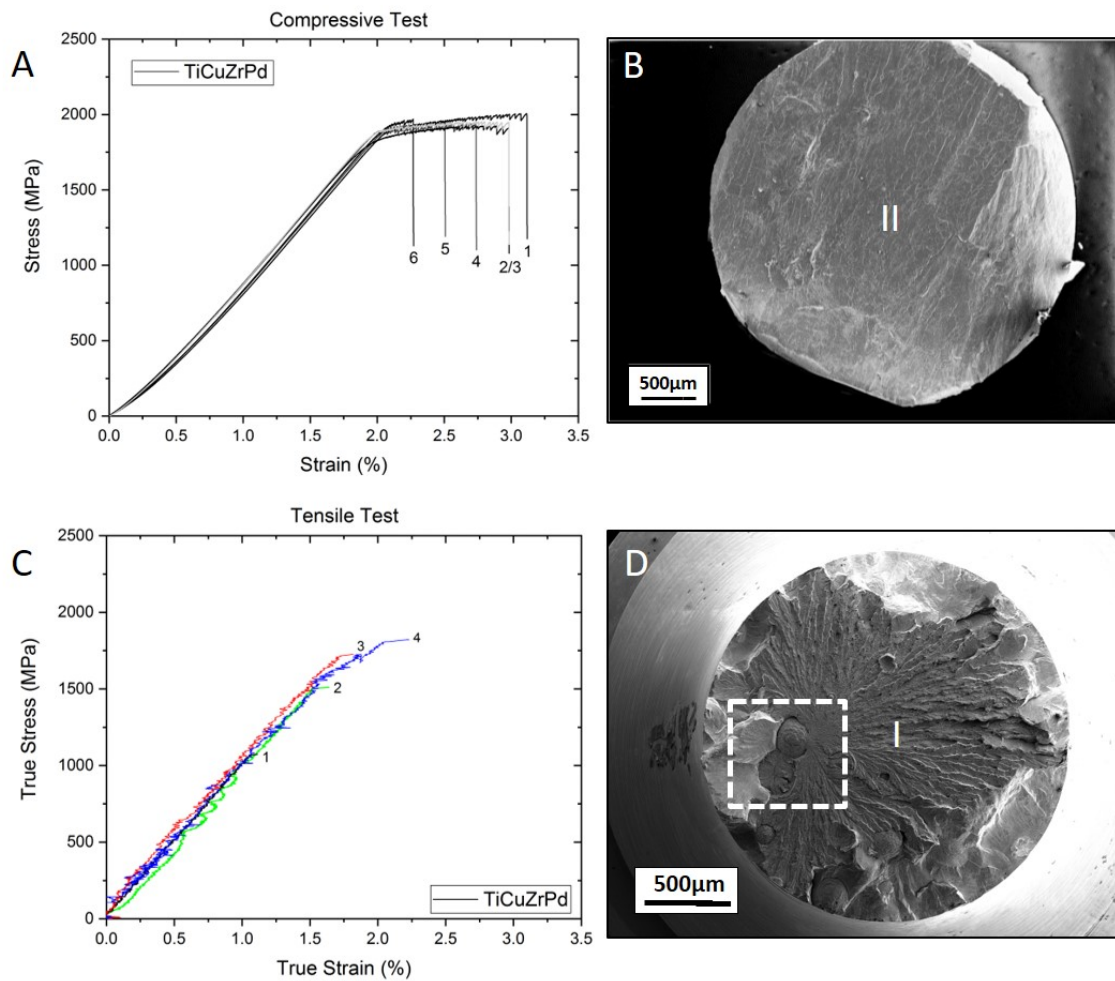 Compressive Test
A
TiCuZrPd
2500
2000
1500
1000
500
0
Stress (MPa)
6
5
4
2/3
1
0.0 0.5 1.0 1.5 2.0 2.5 3.0 3.5
Strain (%)
B
II
500µm
Tensile Test
C
2500
2000
1500
1000
500
0
True Stress (MPa)
1
2
3
4
TiCuZrPd
0.0 0.5 1.0 1.5 2.0 2.5 3.0 3.5
True Strain (%)
D
I
500µm